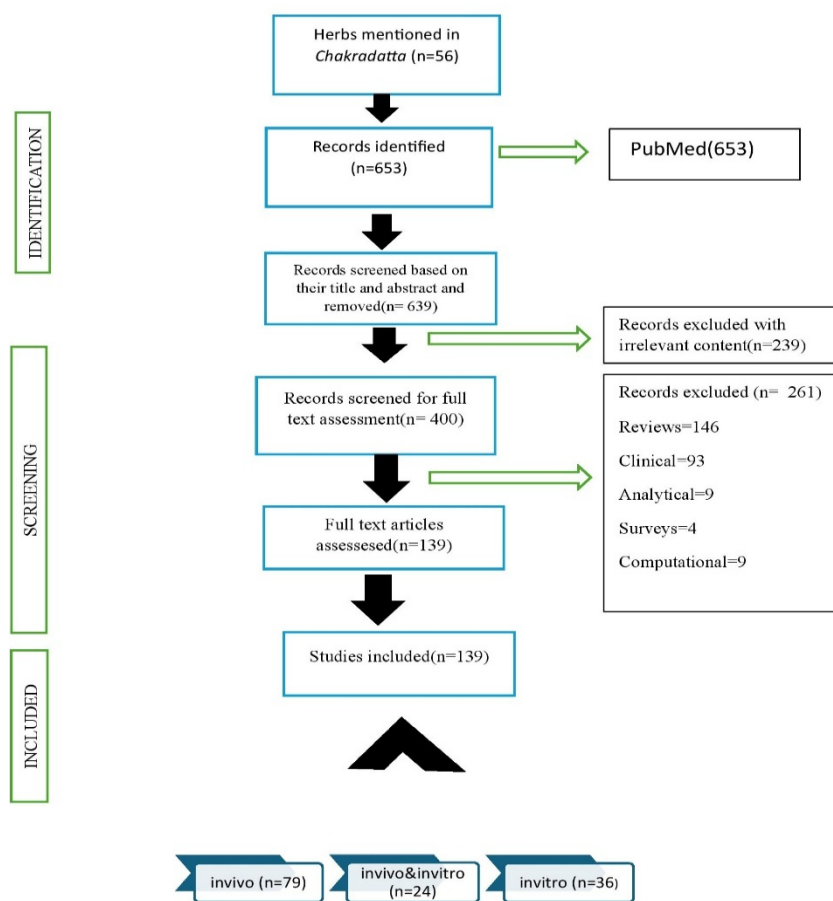 Herbs mentioned in
Chakradatta (n=56)
IDENTIFICATION
Records identified
(n=653)
PubMed(653)
Records screened based on
their title and abstract and
removed(n= 639)
Records excluded with
irrelevant content(n=239)
SCREENING
Records screened for full
text assessment(n= 400)
Records excluded (n= 261)
Reviews=146
Clinical=93
Analytical=9
Surveys=4
Computational=9
Full text articles
assessesed(n=139)
Studies included(n=139)
INCLUDED
invivo (n=79)
invivo&invitro
(n=24)
invitro (n=36)